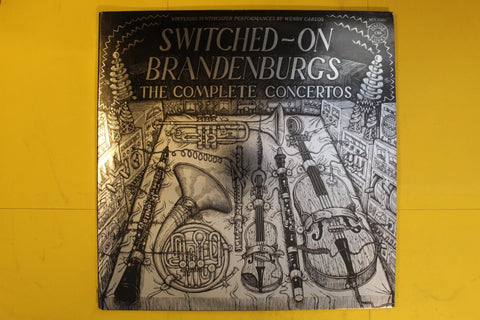 VIRTUOSO SYNTHESIZER PERFORMANCES BY WENDY CARLOS
SWITCHED~ON
BRANDENBURGS
THE COMPLETE CONCERTOS